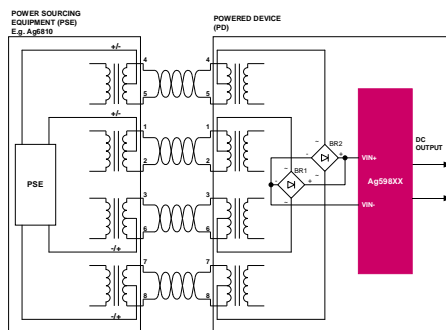 POWER SOURCING
EQUIPMENT (PSE)
E.g. Ag6810
POWERED DEVICE
(PD)
+/-
4
4
5
5
+/-
1
1
2
2
PSE
3
3
6
6
-/+
7
7
8
8
-/+
BR2
BR1
~
~
~
~
-
+
-
+
VIN+
Ag598XX
VIN-
DC
OUTPUT